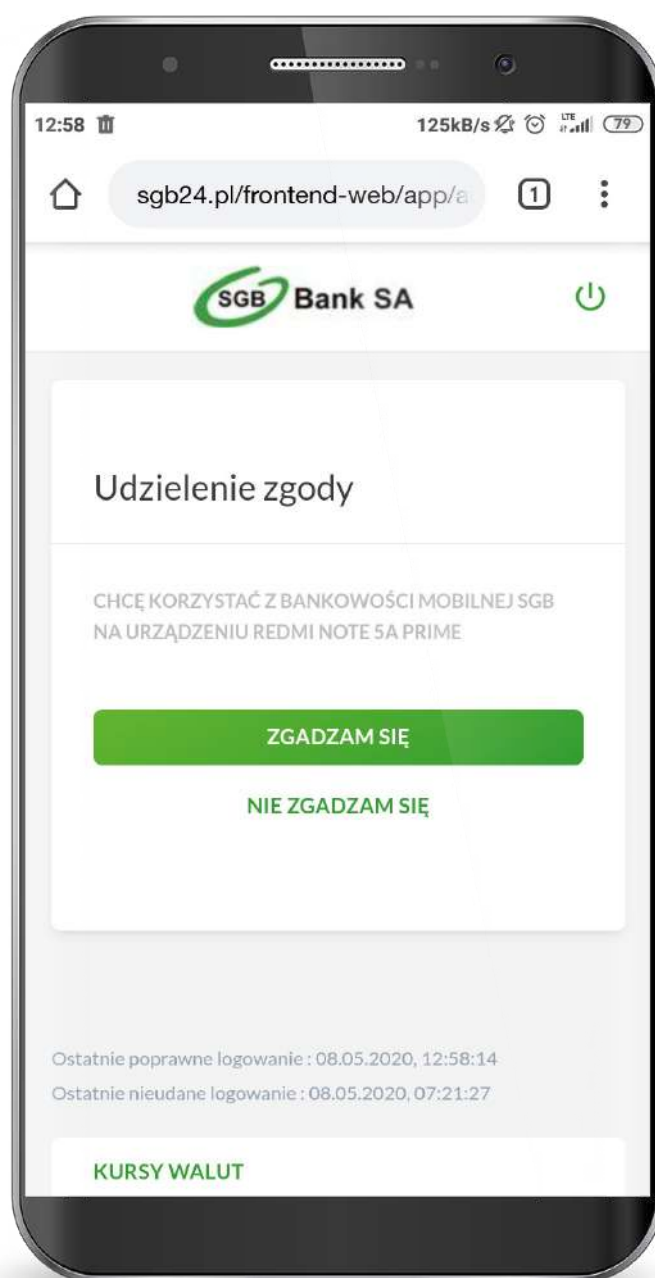 12:58 125kB/s LTE 79
sgb24.pl/frontend-web/app/a 1
SGB Bank SA
Udzielenie zgody
CHCĘ KORZYSTAĆ Z BANKOWOŚCI MOBILNEJ SGB
NA URZĄDZENIU REDMI NOTE 5A PRIME
ZGADZAM SIĘ
NIE ZGADZAM SIĘ
Ostatnie poprawne logowanie : 08.05.2020, 12:58:14
Ostatnie nieudane logowanie : 08.05.2020, 07:21:27
KURSY WALUT